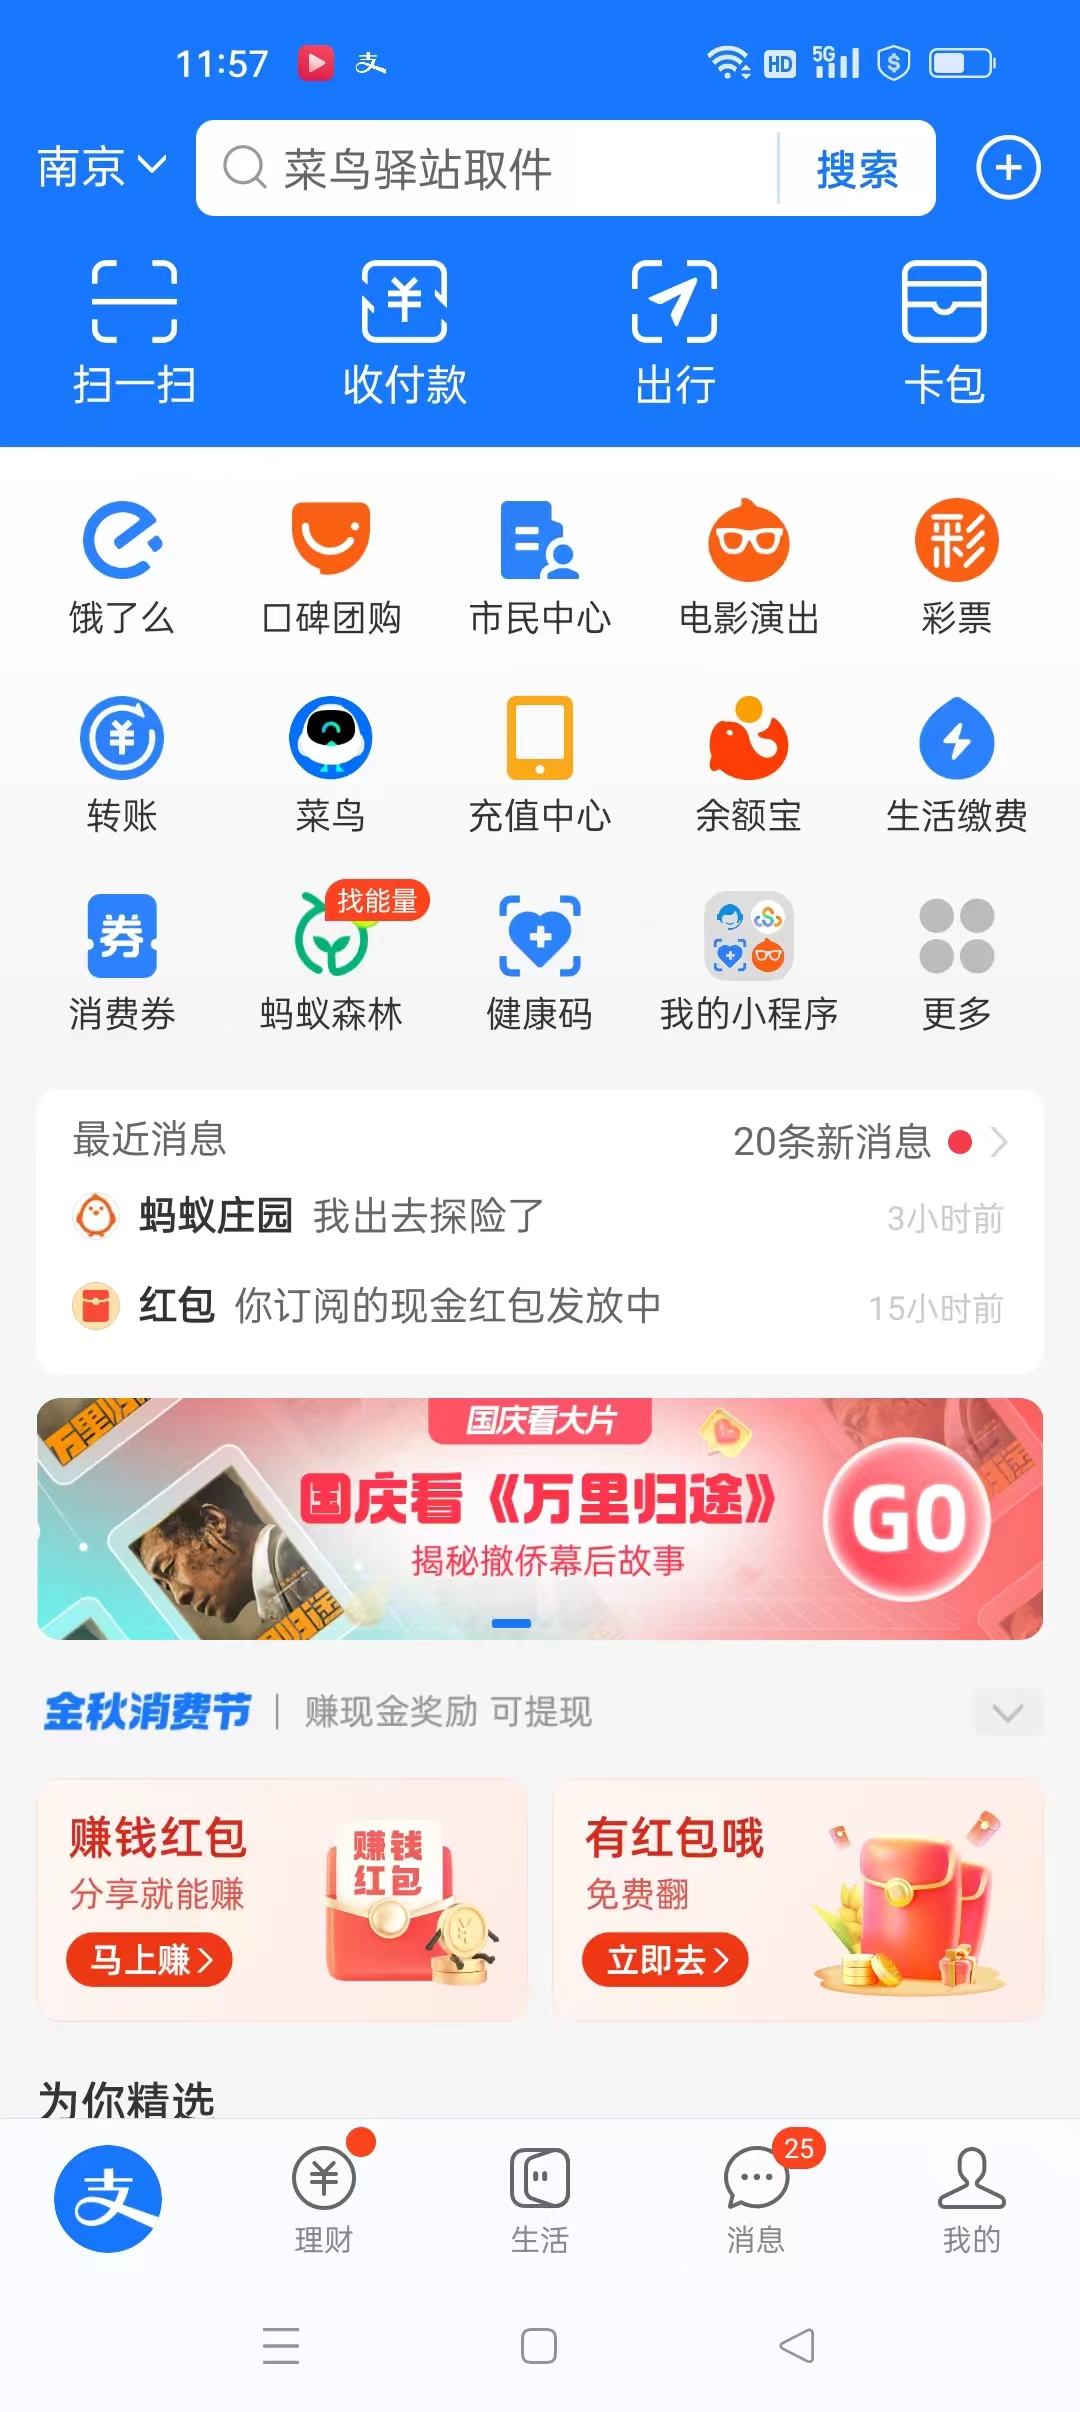 11:57
支
HD
5G
南京
菜鸟驿站取件
搜索
扫一扫
收付款
出行
卡包
彩
饿了么
口碑团购
市民中心
电影演出
彩票
转账
菜鸟
充值中心
余额宝
生活缴费
券
找能量
消费券
蚂蚁森林
健康码
我的小程序
更多
最近消息
20条新消息
蚂蚁庄园 我出去探险了
3小时前
红包 你订阅的现金红包发放中
15小时前
国庆看大片
国庆看《万里归途》
揭秘撤侨幕后故事
GO
金秋消费节
赚现金奖励 可提现
赚钱红包
分享就能赚
马上赚
赚钱
红包
有红包哦
免费翻
立即去
为你精选
支
理财
生活
25
消息
我的